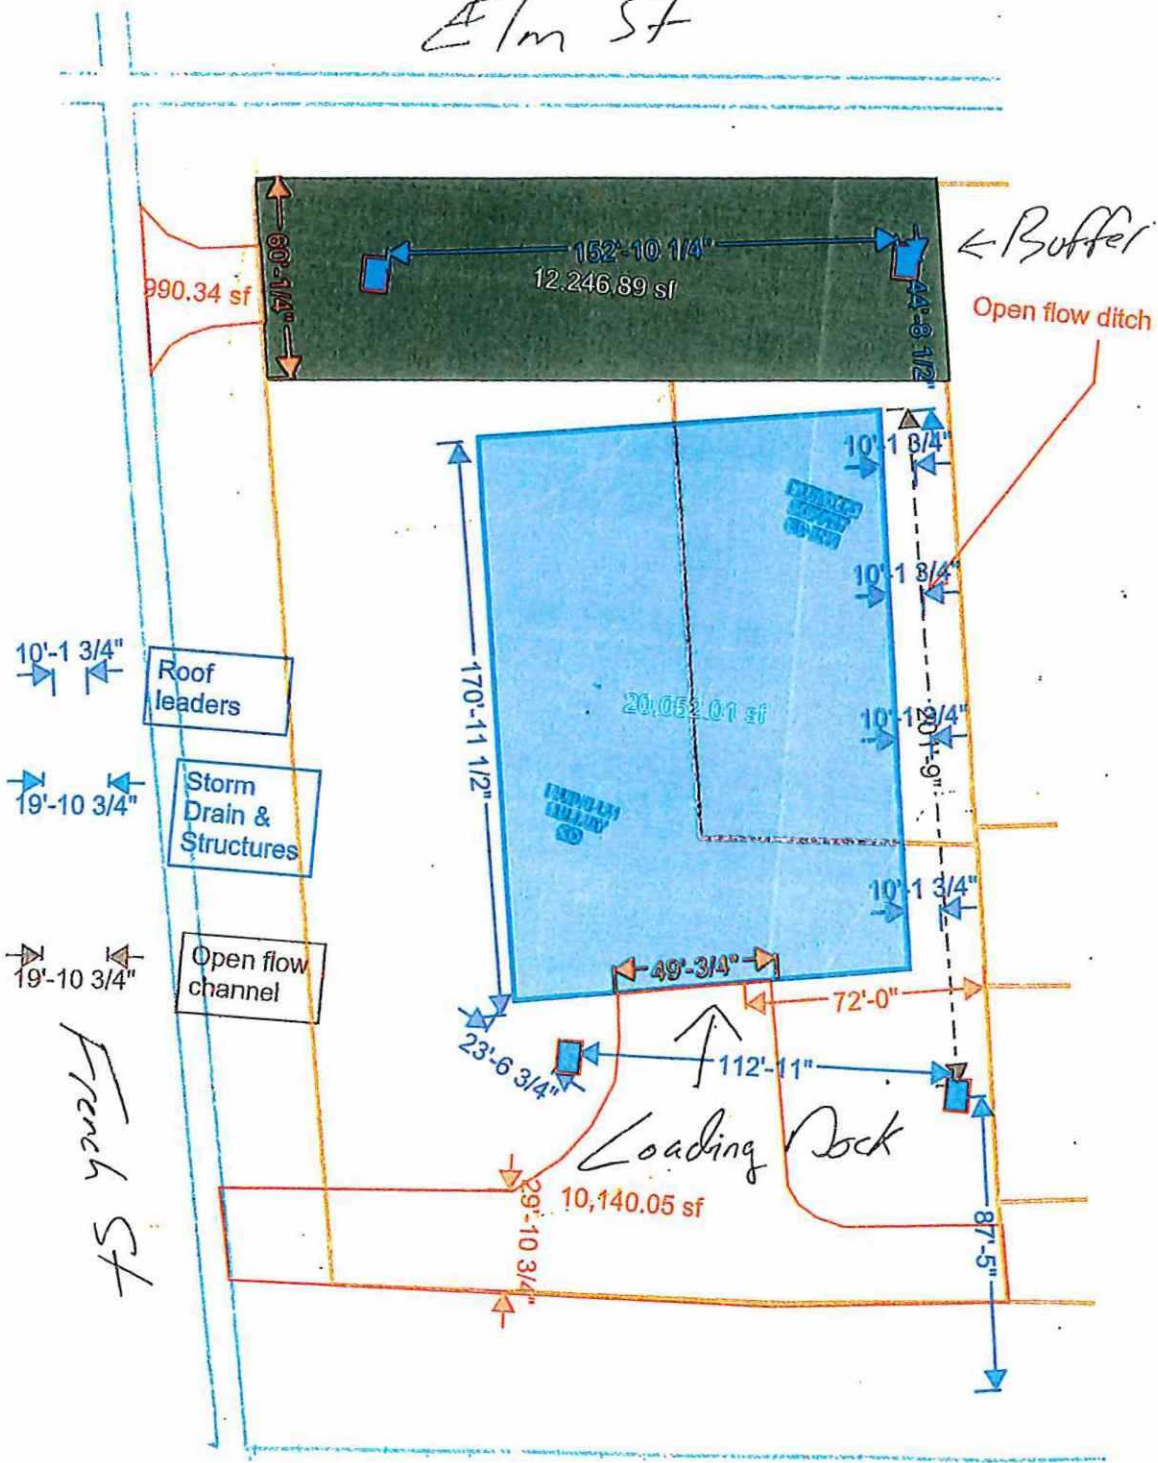 Elm St
← Buffer
Open flow ditch
990.34 sf
60'-1/4"
152'-10 1/4"
12.246.89 sf
44'-8 1/2"
10'-1 3/4"
10'-1 3/4"
10'-1 3/4"
20'-9"
10'-1 3/4"
170'-11 1/2"
20,052.01 sf
10'-1 3/4"
Roof
leaders
19'-10 3/4"
Storm
Drain &
Structures
19'-10 3/4"
Open flow
channel
49'-3/4"
72'-0"
23'-6 3/4"
112'-11"
Loading Dock
10,140.05 sf
29'-10 3/4"
87'-5"
St